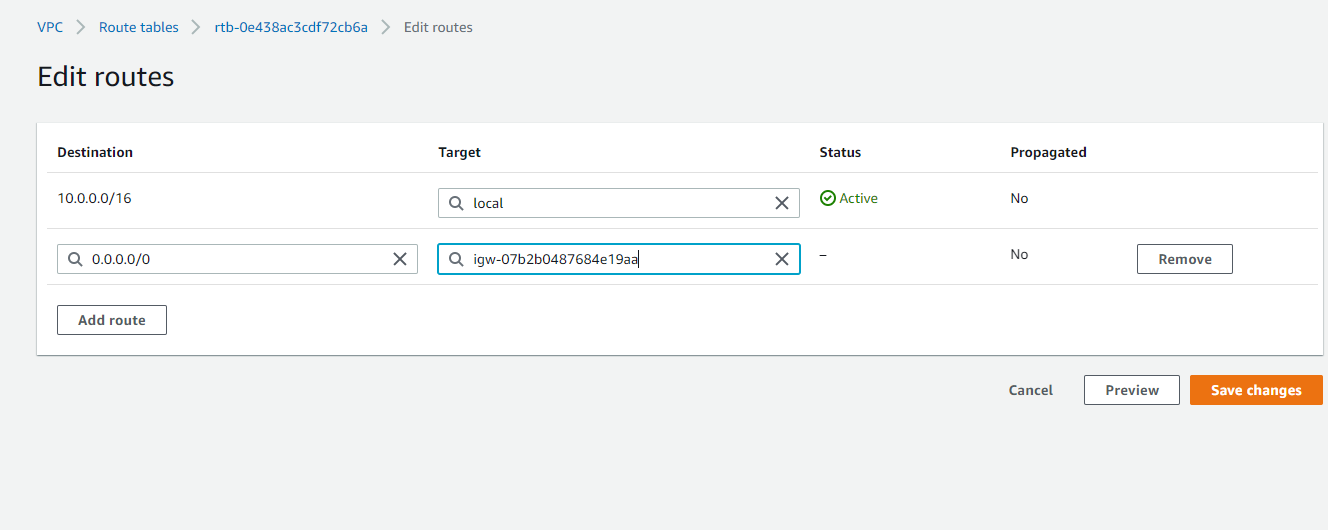 VPC > Route tables > rtb-0e438ac3cdf72cb6a > Edit routes
Edit routes
Destination Target Status Propagated
10.0.0.0/16 local Active No
0.0.0.0/0 igw-07b2b0487684e19aa – No Remove
Add route
Cancel Preview Save changes